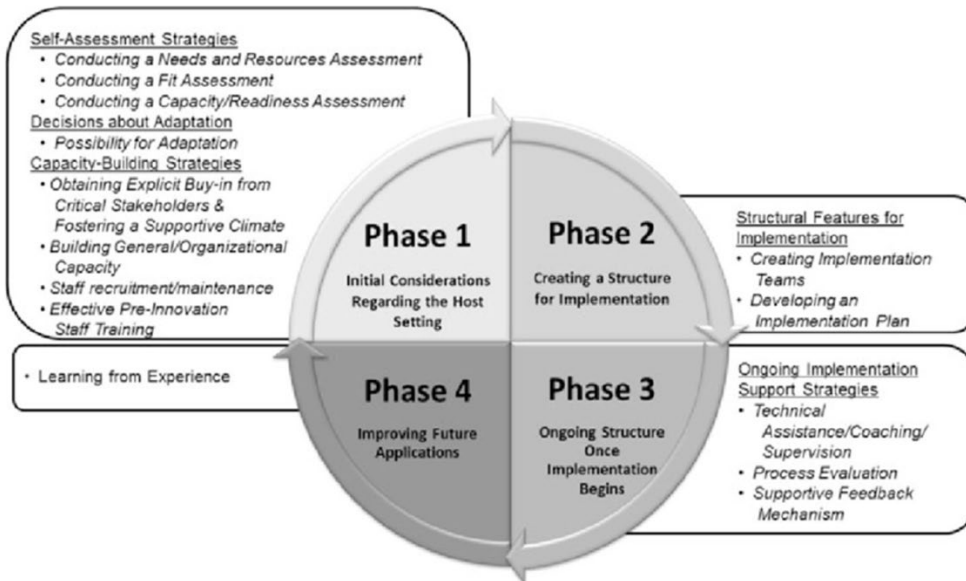 Self-Assessment Strategies
• Conducting a Needs and Resources Assessment
• Conducting a Fit Assessment
• Conducting a Capacity/Readiness Assessment
Decisions about Adaptation
• Possibility for Adaptation
Capacity-Building Strategies
• Obtaining Explicit Buy-in from
Critical Stakeholders &
Fostering a Supportive Climate
• Building General/Organizational
Capacity
• Staff recruitment/maintenance
• Effective Pre-Innovation
Staff Training
Phase 1
Initial Considerations
Regarding the Host
Setting
Phase 2
Creating a Structure
for Implementation
Structural Features for
Implementation
• Creating Implementation
Teams
• Developing an
Implementation Plan
• Learning from Experience
Phase 4
Improving Future
Applications
Phase 3
Ongoing Structure
Once
Implementation
Begins
Ongoing Implementation
Support Strategies
• Technical
Assistance/Coaching/
Supervision
• Process Evaluation
• Supportive Feedback
Mechanism